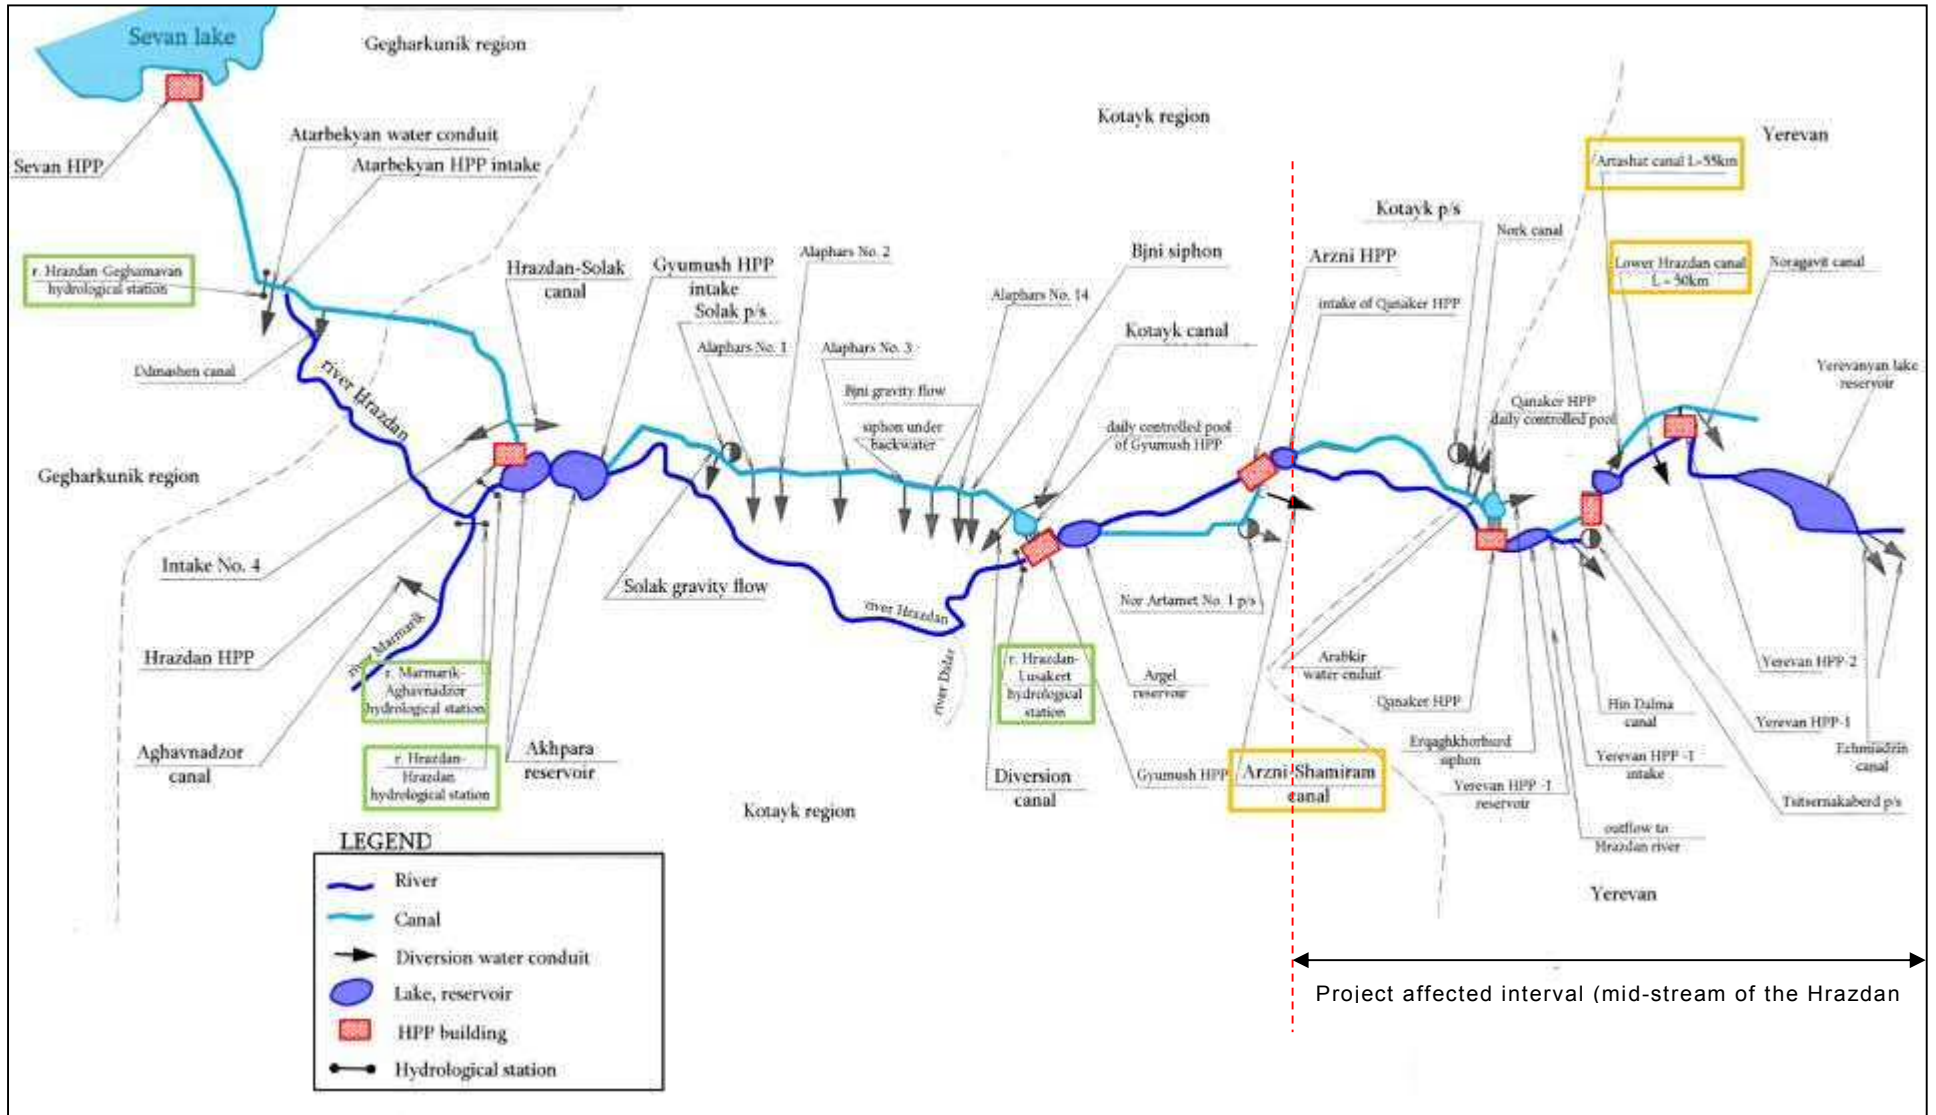 Sevan lake
Gegharkunik region
Kotayk region
Yerevan
Atarbekyan water conduit
Atarbekyan HPP intake
Sevan HPP
Artashat canal L-55km
Kotayk p/s
Nork canal
r. Hrazdan-Geghamavan
hydrological station
Hrazdan-Solak
canal
Gyumush HPP
intake
Solak p/s
Alaphars No. 2
Bjni siphon
Arzni HPP
Lower Hrazdan canal
L - 50km
Noragavit canal
Alaphars No. 14
intake of Qanaker HPP
Kotayk canal
Alaphars No. 1
Alaphars No. 3
Ddmashen canal
Bjni gravity flow
Yerevanyan lake
reservoir
river Hrazdan
siphon under
backwater
daily controlled pool
of Gyumush HPP
Qanaker HPP
daily controlled pool
Gegharkunik region
Intake No. 4
Solak gravity flow
Nor Artamet No. 1 p/s
river Hrazdan
river Marmarik
Hrazdan HPP
r. Marmarik-
Aghavnadzor
hydrological station
river Dalar
r. Hrazdan-
Lusakert
hydrological
station
Argel
reservoir
Arabkir
water enduit
Yerevan HPP-2
Qanaker HPP
Hin Dalma
canal
Yerevan HPP-1
Aghavnadzor
canal
r. Hrazdan-
Hrazdan
hydrological station
Akhpara
reservoir
Diversion
canal
Gyumush HPP
Arzni-Shamiram
canal
Erqaghkhorhurd
siphon
Yerevan HPP -1
reservoir
Yerevan HPP -1
intake
Echmiadzin
canal
Tsitsernakaberd p/s
outflow to
Hrazdan river
Kotayk region
Yerevan
LEGEND
River
Canal
Diversion water conduit
Lake, reservoir
HPP building
Hydrological station
Project affected interval (mid-stream of the Hrazdan